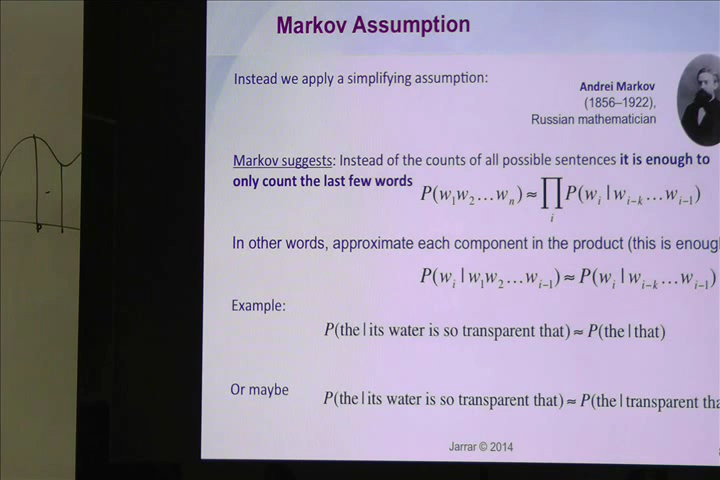 Markov Assumption
Instead we apply a simplifying assumption:
Andrei Markov
(1856–1922),
Russian mathematician
Markov suggests: Instead of the counts of all possible sentences it is enough to
only count the last few words P(w₁w₂…wₙ) ≈ ∏ᵢ P(wᵢ | wᵢ₋ₖ…wᵢ₋₁)
In other words, approximate each component in the product (this is
P(wᵢ | w₁w₂…wᵢ₋₁) ≈ P(wᵢ | wᵢ₋ₖ…wᵢ₋₁)
Example:
P(the | its water is so transparent that) ≈ P(the | that)
Or maybe
P(the | its water is so transparent that) ≈ P(the | transparent
Jarrar © 2014